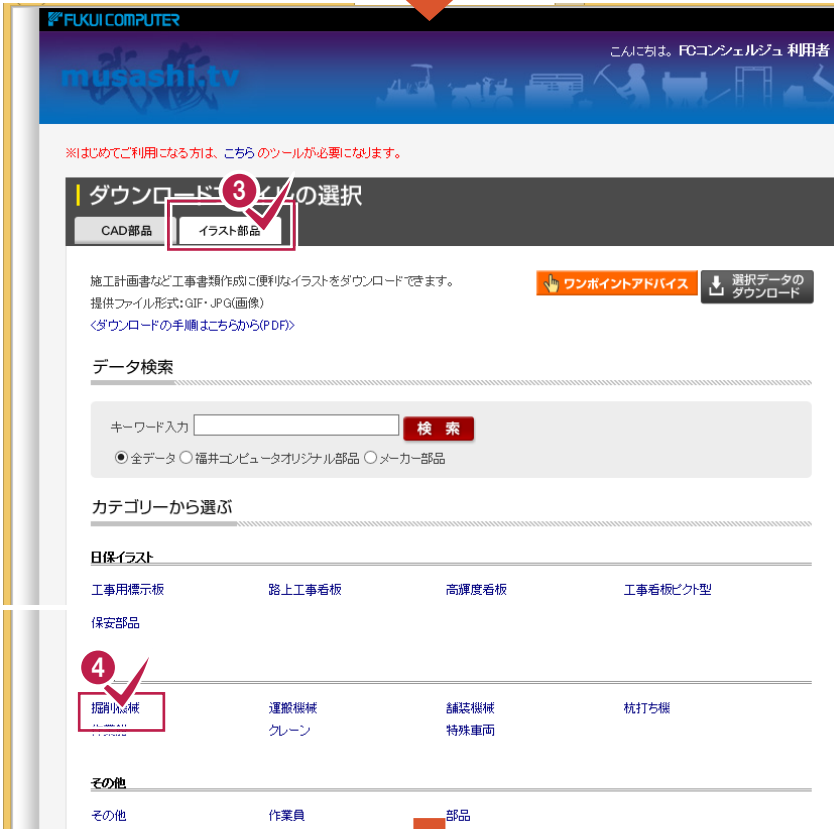 FUKUI COMPUTER
こんにちは。FCコンシェルジュ 利用者
musashi.tv
武蔵
※はじめてご利用になる方は、こちら のツールが必要になります。
の選択
3
CAD部品 イラスト部品
施工計画書など工事書類作成に便利なイラストをダウンロードできます。
提供ファイル形式：GIF・JPG(画像)
<ダウンロードの手順はこちらから(PDF)>
ワンポイントアドバイス
選択データの
ダウンロード
データ検索
キーワード入力 検 索
全データ 福井コンピュータオリジナル部品 メーカー部品
カテゴリーから選ぶ
日保イラスト
工事用標示板 路上工事看板 高輝度看板 工事看板ピクト型
保安部品
4
掘削機械 運搬機械 舗装機械 杭打ち機
クレーン 特殊車両
その他
その他 作業員 部品